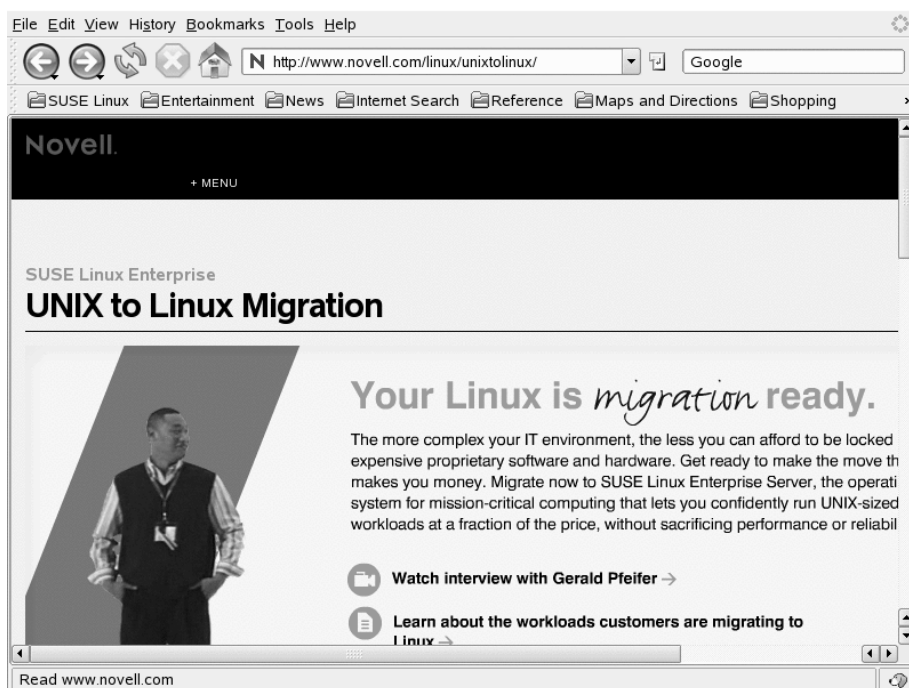 File Edit View History Bookmarks Tools Help
N http://www.novell.com/linux/unixtolinux/ Google
SUSE Linux Entertainment News Internet Search Reference Maps and Directions Shopping
Novell.
+ MENU
SUSE Linux Enterprise
UNIX to Linux Migration
Your Linux is migration ready.
The more complex your IT environment, the less you can afford to be locked
expensive proprietary software and hardware. Get ready to make the move th
makes you money. Migrate now to SUSE Linux Enterprise Server, the operati
system for mission-critical computing that lets you confidently run UNIX-sized
workloads at a fraction of the price, without sacrificing performance or reliabil
Watch interview with Gerald Pfeifer →
Learn about the workloads customers are migrating to
Linux →
Read www.novell.com